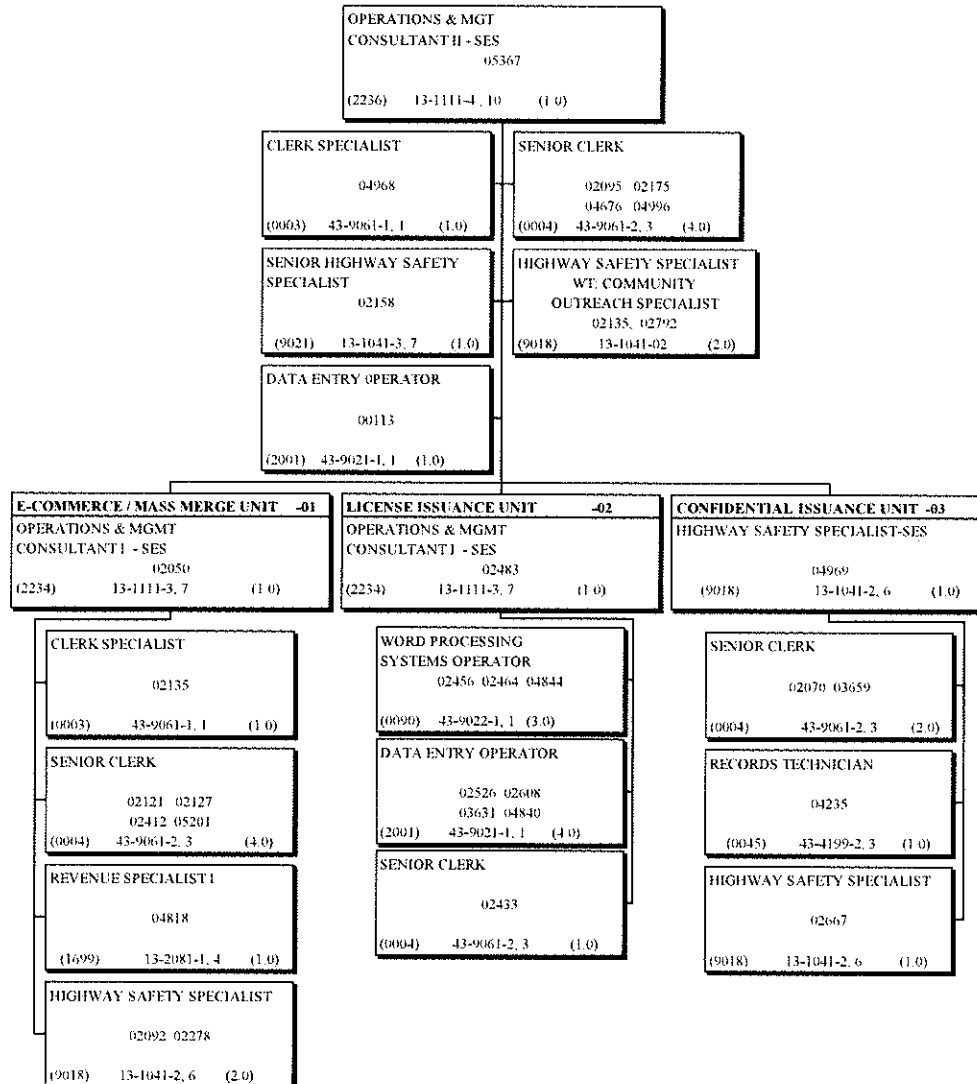 OPERATIONS & MGT
CONSULTANT II - SES
05367
(2236) 13-1111-4, 10 (1 0)
CLERK SPECIALIST
04968
(0003) 43-9061-1, 1 (1.0)
SENIOR CLERK
02095 02175
04676 04996
(0004) 43-9061-2, 3 (4.0)
SENIOR HIGHWAY SAFETY
SPECIALIST
02158
(9021) 13-1041-3, 7 (1.0)
HIGHWAY SAFETY SPECIALIST
WT: COMMUNITY
OUTREACH SPECIALIST
02135, 02792
(9018) 13-1041-02 (2.0)
DATA ENTRY 0PERATOR
00113
(2001) 43-9021-1, 1 (1.0)
E-COMMERCE / MASS MERGE UNIT -01
OPERATIONS & MGMT
CONSULTANT I - SES
02050
(2234) 13-1111-3, 7 (1 0)
CLERK SPECIALIST
02135
(0003) 43-9061-1, 1 (1.0)
SENIOR CLERK
02121 02127
02412 05201
(0004) 43-9061-2, 3 (4.0)
REVENUE SPECIALIST I
04818
(1699) 13-2081-1, 4 (1.0)
HIGHWAY SAFETY SPECIALIST
02092 02278
(9018) 13-1041-2, 6 (2.0)
LICENSE ISSUANCE UNIT -02
OPERATIONS & MGMT
CONSULTANT I - SES
02483
(2234) 13-1111-3, 7 (1 0)
WORD PROCESSING
SYSTEMS OPERATOR
02456 02464 04844
(0090) 43-9022-1, 1 (3.0)
DATA ENTRY OPERATOR
02526 02608
03631 04840
(2001) 43-9021-1, 1 (4 0)
SENIOR CLERK
02433
(0004) 43-9061-2, 3 (1.0)
CONFIDENTIAL ISSUANCE UNIT -03
HIGHWAY SAFETY SPECIALIST-SES
04969
(9018) 13-1041-2, 6 (1.0)
SENIOR CLERK
02070 03659
(0004) 43-9061-2, 3 (2.0)
RECORDS TECHNICIAN
04235
(0045) 43-4199-2, 3 (1 0)
HIGHWAY SAFETY SPECIALIST
02667
(9018) 13-1041-2, 6 (1.0)